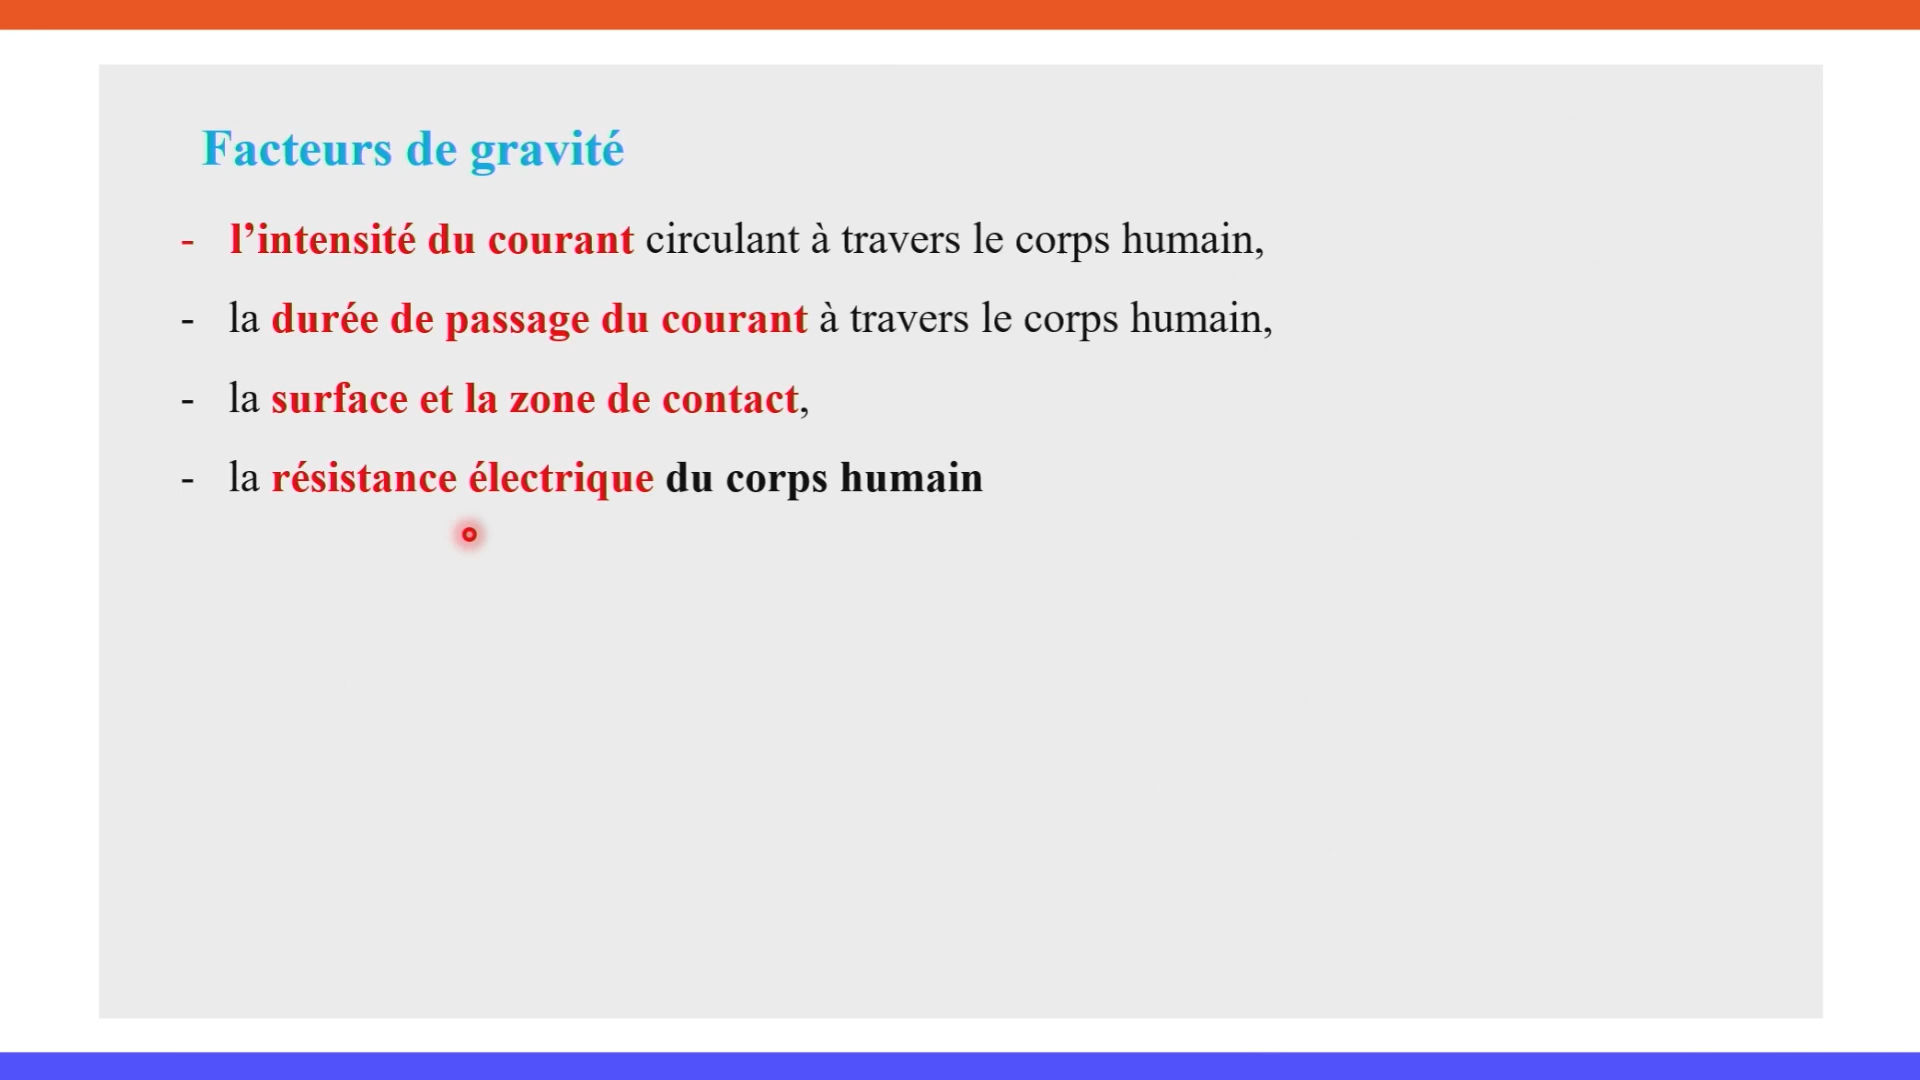 Facteurs de gravité
- l’intensité du courant circulant à travers le corps humain,
- la durée de passage du courant à travers le corps humain,
- la surface et la zone de contact,
- la résistance électrique du corps humain